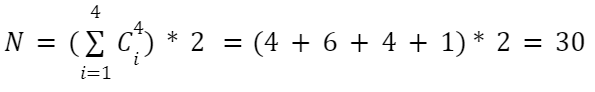 N = (∑_{i=1}^{4} C_i^4) * 2 = (4 + 6 + 4 + 1) * 2 = 30